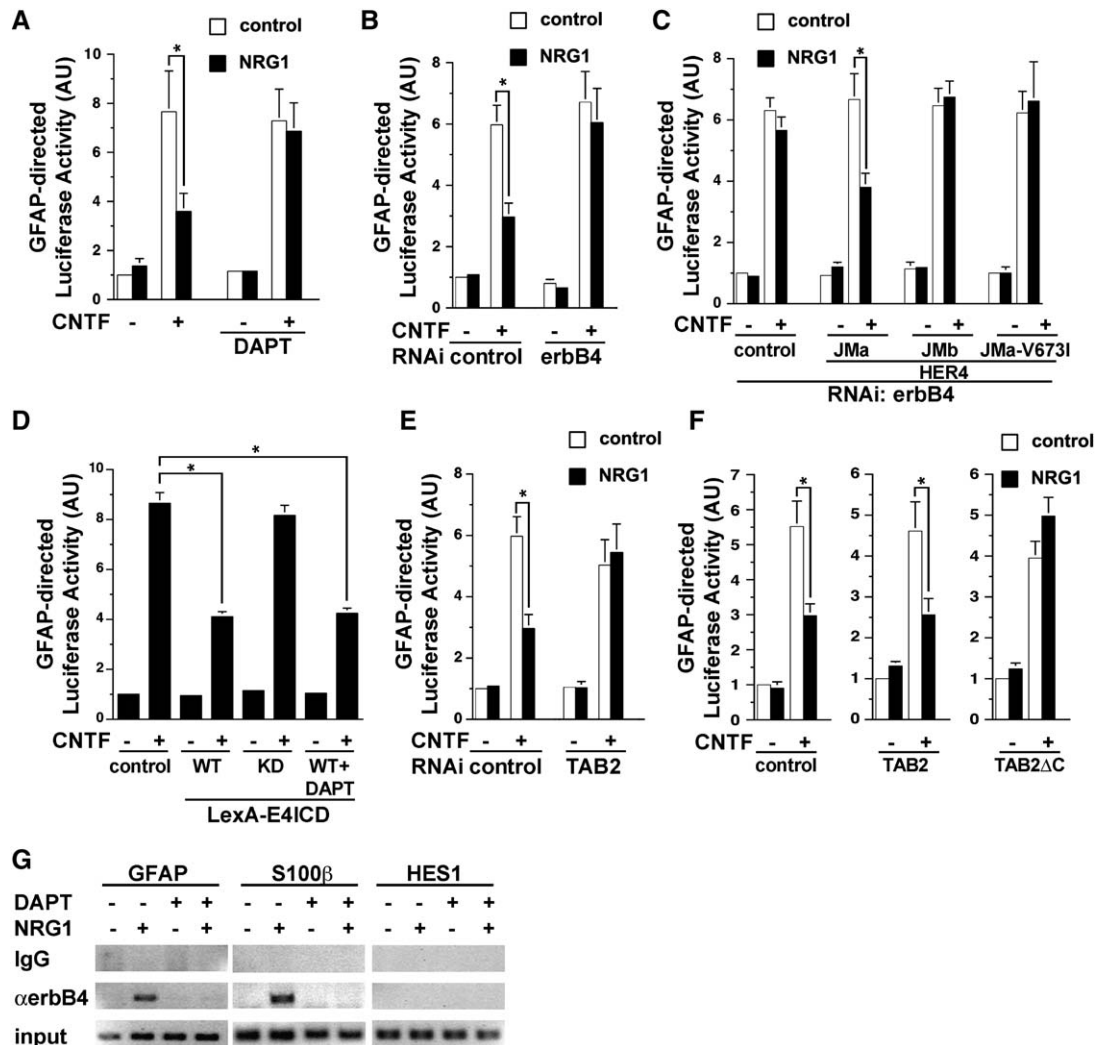 A
control
NRG1
GFAP-directed
Luciferase Activity (AU)
10
8
6
4
2
0
*
CNTF - + - +
DAPT
B
control
NRG1
GFAP-directed
Luciferase Activity (AU)
8
6
4
2
0
*
CNTF - + - +
RNAi control erbB4
C
control
NRG1
GFAP-directed
Luciferase Activity (AU)
8
6
4
2
0
*
CNTF - + - + - + - +
control JMa JMb JMa-V673I
HER4
RNAi: erbB4
D
GFAP-directed
Luciferase Activity (AU)
10
8
6
4
2
0
* *
CNTF - + - + - + - +
control WT KD WT+
DAPT
LexA-E4ICD
E
control
NRG1
GFAP-directed
Luciferase Activity (AU)
8
6
4
2
0
*
CNTF - + - +
RNAi control TAB2
F
control
NRG1
GFAP-directed
Luciferase Activity (AU)
7
6
5
4
3
2
1
0
*
6
5
4
3
2
1
0
*
6
5
4
3
2
1
0
CNTF - + - + - +
control TAB2 TAB2ΔC
G
GFAP S100β HES1
DAPT - - + + - - + + - - + +
NRG1 - + - + - + - + - + - +
IgG
αerbB4
input